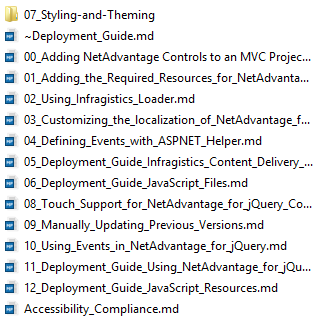 07_Styling-and-Theming
~Deployment_Guide.md
00_Adding NetAdvantage Controls to an MVC Projec...
01_Adding_the_Required_Resources_for_NetAdvanta...
02_Using_Infragistics_Loader.md
03_Customizing_the_localization_of_NetAdvantage_f...
04_Defining_Events_with_ASPNET_Helper.md
05_Deployment_Guide_Infragistics_Content_Delivery_...
06_Deployment_Guide_JavaScript_Files.md
08_Touch_Support_for_NetAdvantage_for_jQuery_Co...
09_Manually_Updating_Previous_Versions.md
10_Using_Events_in_NetAdvantage_for_jQuery.md
11_Deployment_Guide_Using_NetAdvantage_for_jQu...
12_Deployment_Guide_JavaScript_Resources.md
Accessibility_Compliance.md